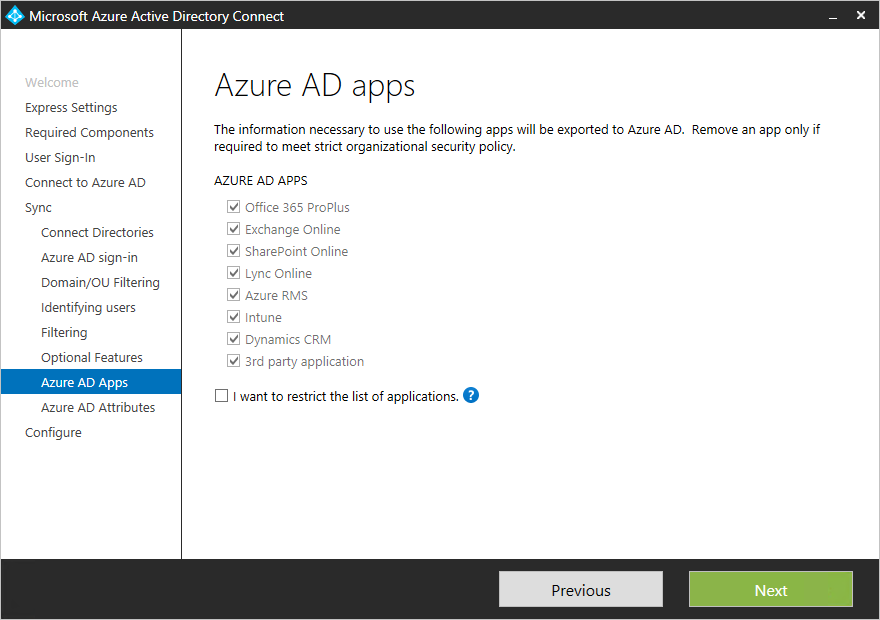 Microsoft Azure Active Directory Connect
Welcome
Express Settings
Required Components
User Sign-In
Connect to Azure AD
Sync
Connect Directories
Azure AD sign-in
Domain/OU Filtering
Identifying users
Filtering
Optional Features
Azure AD Apps
Azure AD Attributes
Configure
Azure AD apps
The information necessary to use the following apps will be exported to Azure AD.  Remove an app only if
required to meet strict organizational security policy.
AZURE AD APPS
Office 365 ProPlus
Exchange Online
SharePoint Online
Lync Online
Azure RMS
Intune
Dynamics CRM
3rd party application
I want to restrict the list of applications. ?
Previous
Next